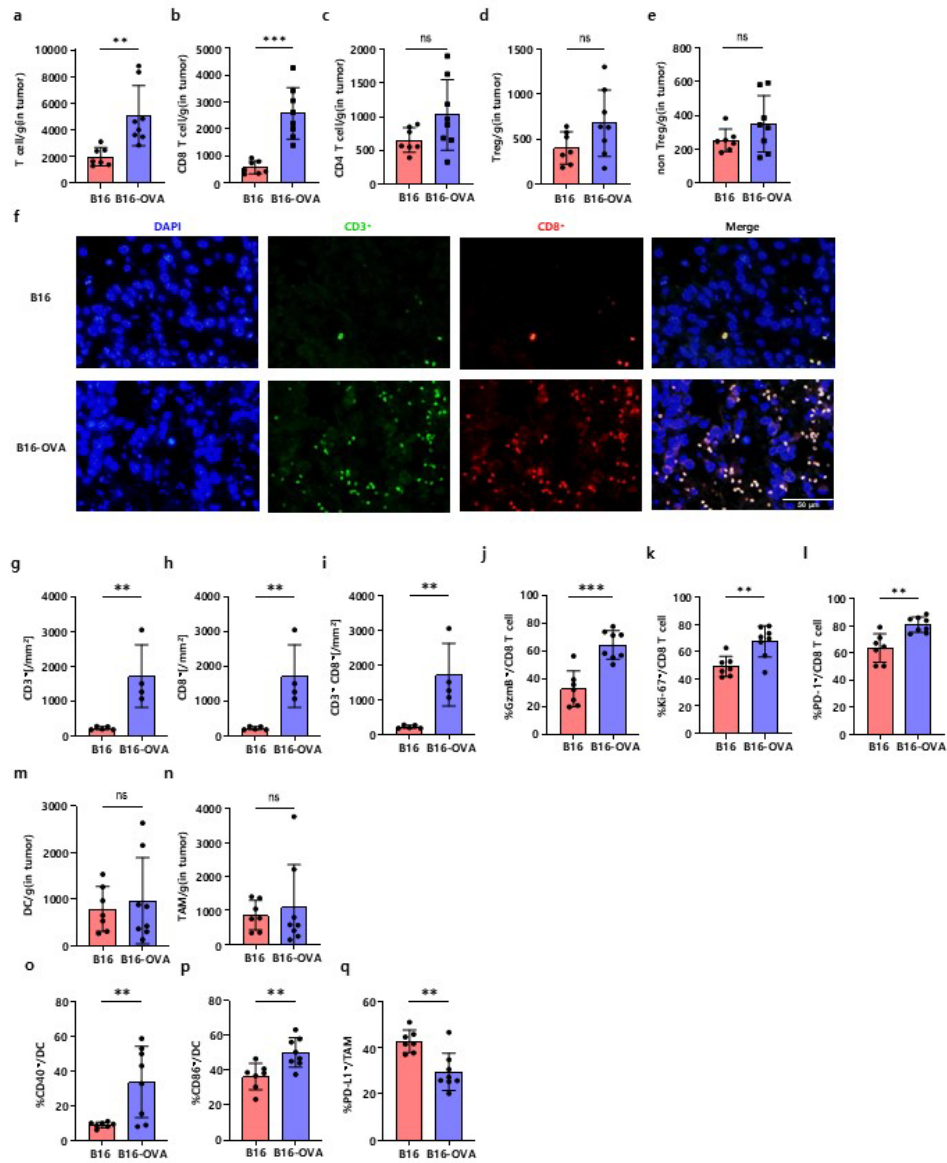 a b c d e
** *** ns ns ns
T cell/g(in tumor)
10000
8000
6000
4000
2000
0
B16 B16-OVA
CD8 T cell/g(in tumor)
5000
4000
3000
2000
1000
0
B16 B16-OVA
CD4 T cell/g(in tumor)
2000
1500
1000
500
0
B16 B16-OVA
Treg/g(in tumor)
1500
1000
500
0
B16 B16-OVA
non Treg/g(in tumor)
800
600
400
200
0
B16 B16-OVA
f
DAPI CD3+ CD8+ Merge
B16
B16-OVA
50 μm
g h i j k l
** ** ** *** ** **
CD3+[/mm²]
4000
3000
2000
1000
0
B16 B16-OVA
CD8+[/mm²]
4000
3000
2000
1000
0
B16 B16-OVA
CD3+ CD8+[/mm²]
4000
3000
2000
1000
0
B16 B16-OVA
%GzmB+/CD8 T cell
100
80
60
40
20
0
B16 B16-OVA
%Ki-67+/CD8 T cell
100
80
60
40
20
0
B16 B16-OVA
%PD-1+/CD8 T cell
100
80
60
40
20
0
B16 B16-OVA
m n
ns ns
DC/g(in tumor)
3000
2000
1000
0
B16 B16-OVA
TAM/g(in tumor)
4000
3000
2000
1000
0
B16 B16-OVA
o p q
** ** **
%CD40+/DC
80
60
40
20
0
B16 B16-OVA
%CD86+/DC
80
60
40
20
0
B16 B16-OVA
%PD-L1+/TAM
60
40
20
0
B16 B16-OVA